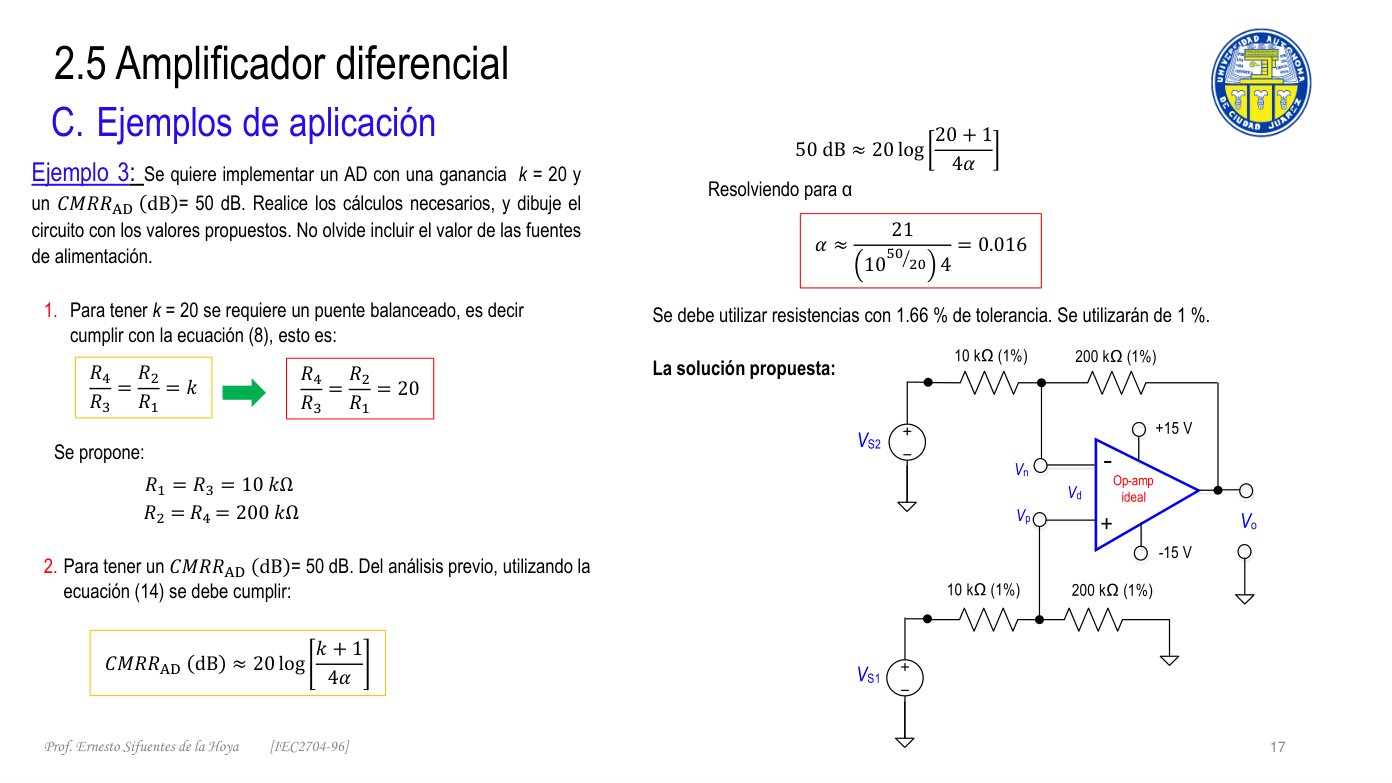 2.5 Amplificador diferencial
C. Ejemplos de aplicación
Ejemplo 3: Se quiere implementar un AD con una ganancia k = 20 y
un CMRR_AD (dB)= 50 dB. Realice los cálculos necesarios, y dibuje el
circuito con los valores propuestos. No olvide incluir el valor de las fuentes
de alimentación.
1. Para tener k = 20 se requiere un puente balanceado, es decir
cumplir con la ecuación (8), esto es:
R₄/R₃ = R₂/R₁ = k
R₄/R₃ = R₂/R₁ = 20
Se propone:
R₁ = R₃ = 10 kΩ
R₂ = R₄ = 200 kΩ
2. Para tener un CMRR_AD (dB)= 50 dB. Del análisis previo, utilizando la
ecuación (14) se debe cumplir:
CMRR_AD (dB) ≈ 20 log[(k + 1)/4α]
50 dB ≈ 20 log[(20 + 1)/4α]
Resolviendo para α
α ≈ 21/((10^(50/20)) 4) = 0.016
Se debe utilizar resistencias con 1.66 % de tolerancia. Se utilizarán de 1 %.
La solución propuesta:
10 kΩ (1%)
200 kΩ (1%)
V_S2
+
−
+15 V
V_n
-
Op-amp
ideal
V_d
V_p
+
-15 V
V_o
10 kΩ (1%)
200 kΩ (1%)
V_S1
+
−
UNIVERSIDAD AUTONOMA
DE CIUDAD JUAREZ
Prof. Ernesto Sifuentes de la Hoya [IEC2704-96]
17